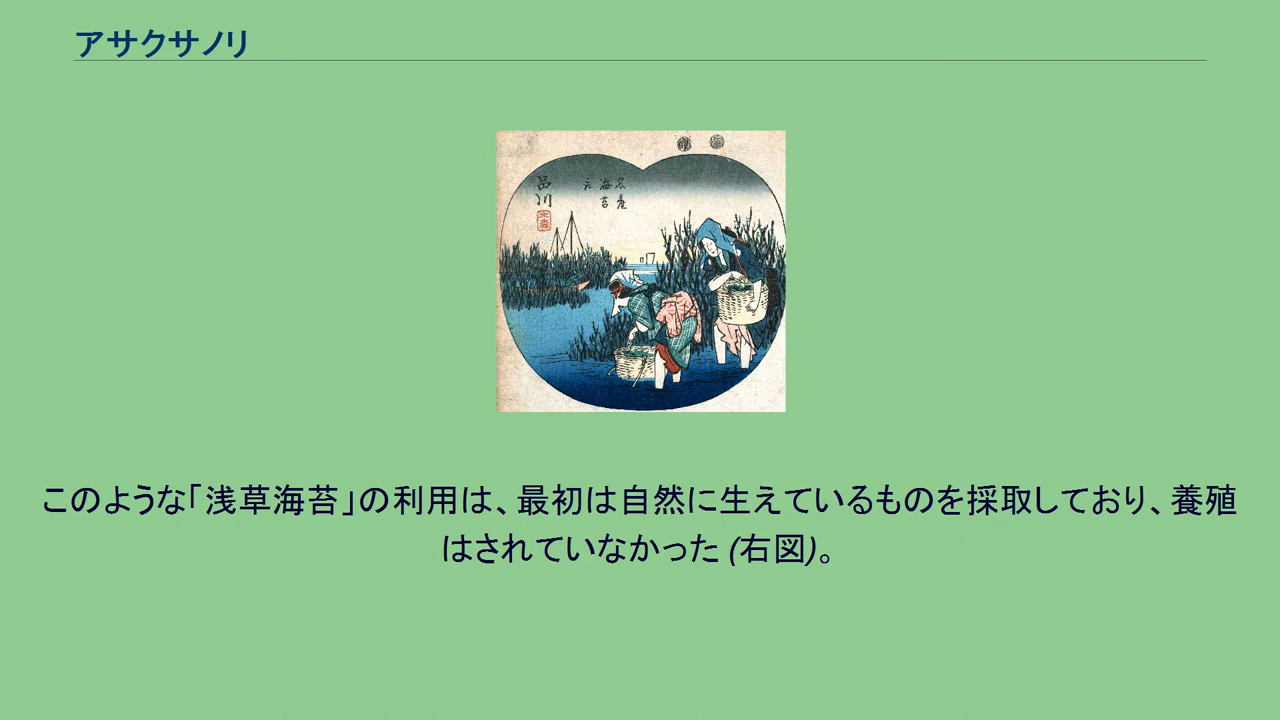 アサクサノリ
品川
名産
海苔
このような「浅草海苔」の利用は、最初は自然に生えているものを採取しており、養殖
はされていなかった (右図)。